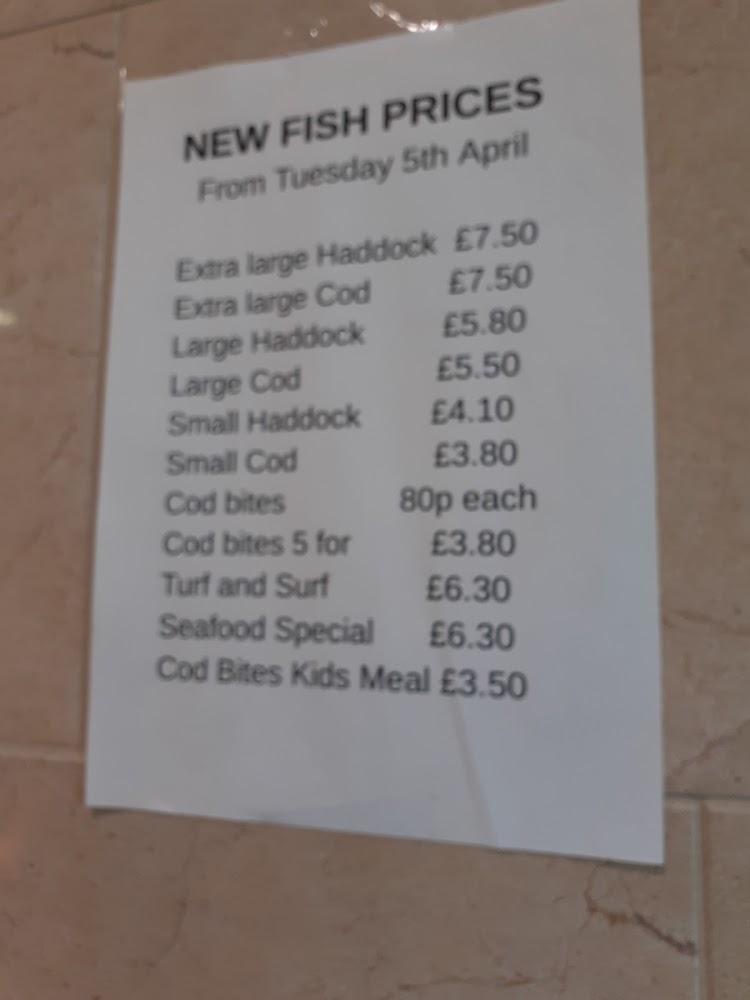 NEW FISH PRICES
From Tuesday 5th April
Extra large Haddock £7.50
Extra large Cod £7.50
Large Haddock £5.80
Large Cod £5.50
Small Haddock £4.10
Small Cod £3.80
Cod bites 80p each
Cod bites 5 for £3.80
Turf and Surf £6.30
Seafood Special £6.30
Cod Bites Kids Meal £3.50